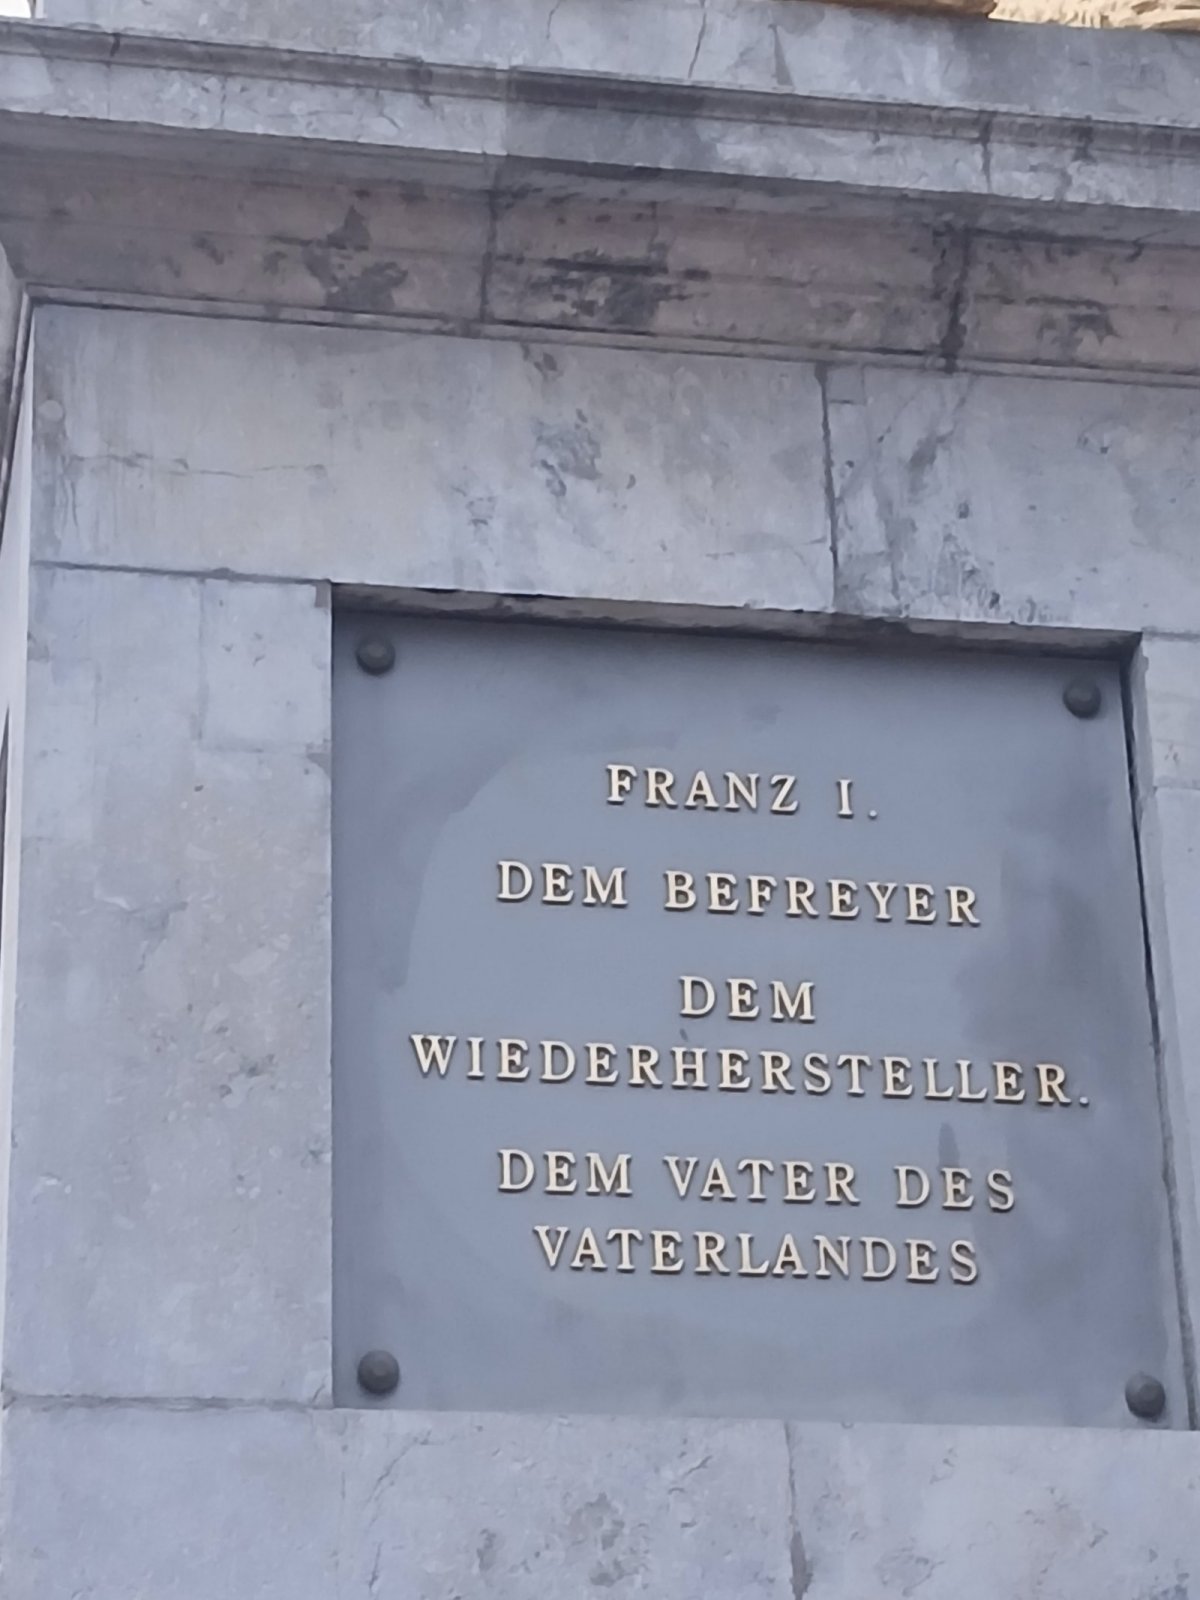 FRANZ I.
DEM BEFREYER
DEM
WIEDERHERSTELLER.
DEM VATER DES
VATERLANDES